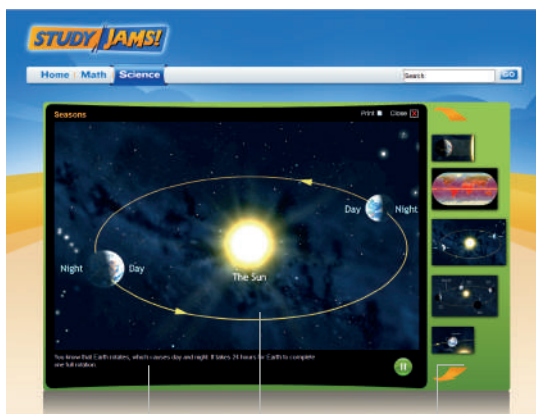 STUDY JAMS!
Home Math Science
Search GO
Seasons Print Close X
Day Night
Night Day
The Sun
You know that Earth rotates, which causes day and night. It takes 24 hours for Earth to complete
one full rotation.